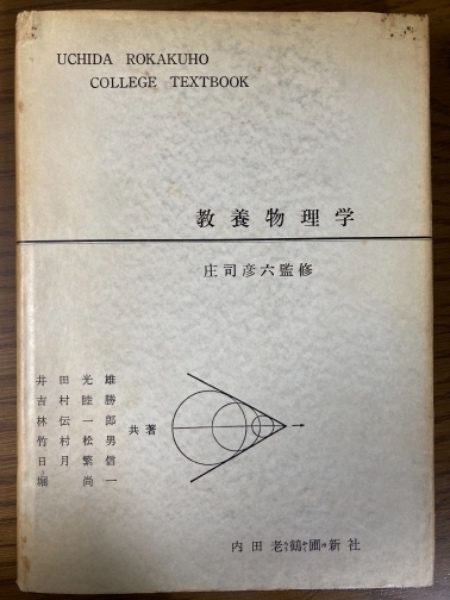 UCHIDA ROKAKUHO
COLLEGE TEXTBOOK
教養物理学
庄司彦六監修
井田光雄
吉村睦勝
林伝一郎
竹村松男
日月繁信
堀尚一
共著
内田老鶴圃新社